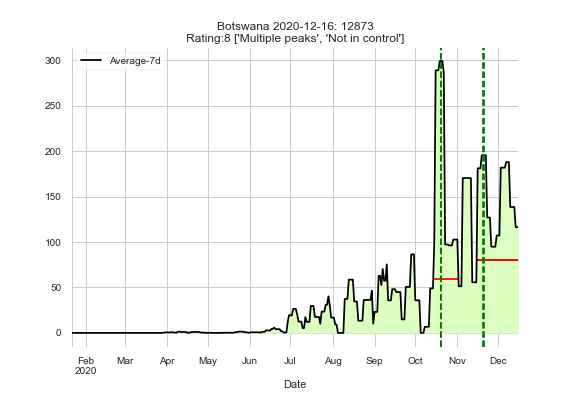 Botswana 2020-12-16: 12873
Rating:8 ['Multiple peaks', 'Not in control']
Average-7d
300
250
200
150
100
50
0
Feb Mar Apr May Jun Jul Aug Sep Oct Nov Dec
2020
Date